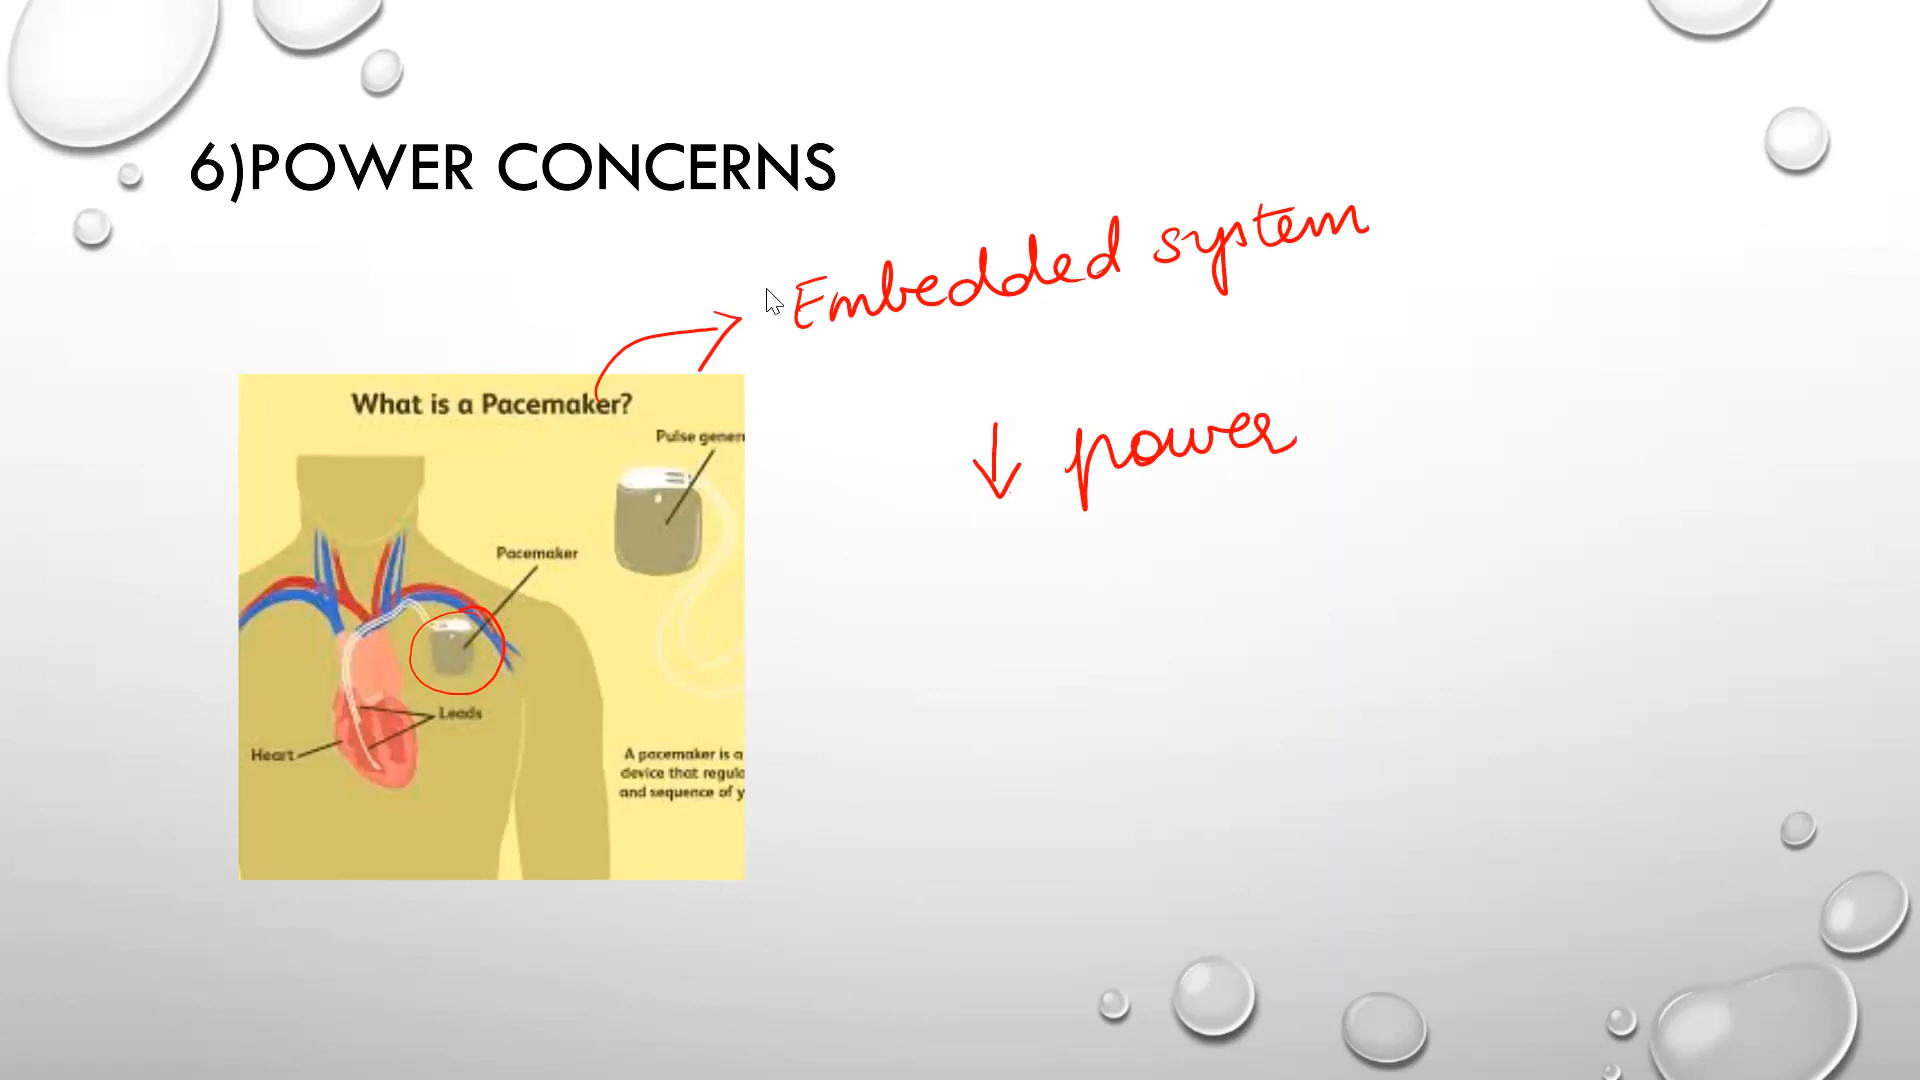 6)POWER CONCERNS
Embedded system
↓ power
What is a Pacemaker?
Pulse gener
Pacemaker
Leads
Heart
A pacemaker is a
device that regula
and sequence of y